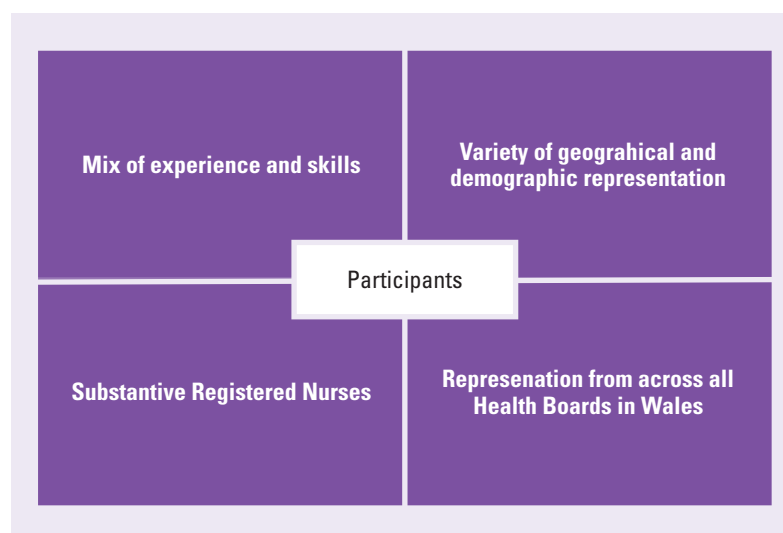 Mix of experience and skills
Variety of geograhical and
demographic representation
Participants
Substantive Registered Nurses
Represenation from across all
Health Boards in Wales